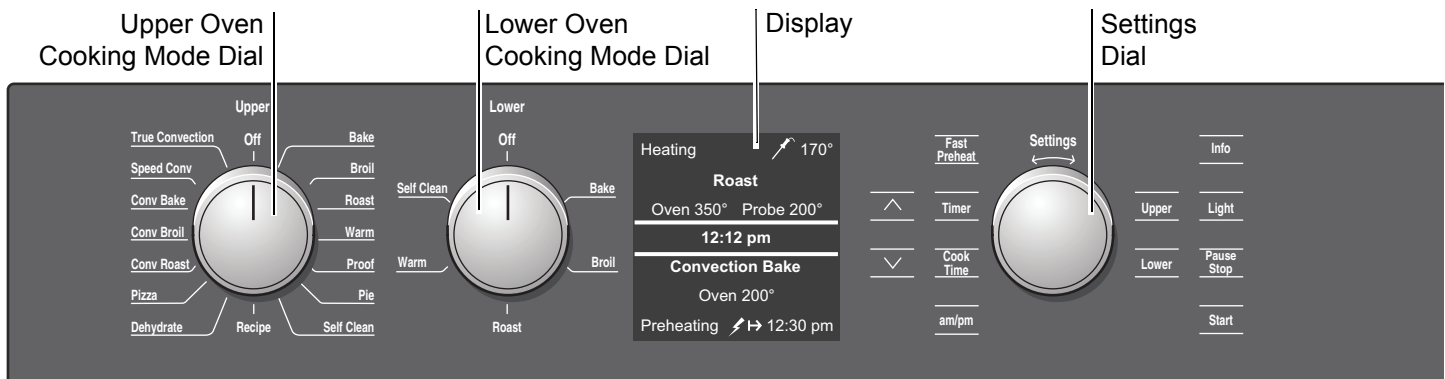 Upper Oven
Cooking Mode Dial
Lower Oven
Cooking Mode Dial
Display
Settings
Dial
Upper
Off
True Convection
Speed Conv
Conv Bake
Conv Broil
Conv Roast
Pizza
Dehydrate
Recipe
Bake
Broil
Roast
Warm
Proof
Pie
Self Clean
Lower
Off
Self Clean
Warm
Roast
Bake
Broil
Heating 170°
Roast
Oven 350° Probe 200°
12:12 pm
Convection Bake
Oven 200°
Preheating 12:30 pm
Fast
Preheat
Timer
Cook
Time
am/pm
Settings
Upper
Lower
Info
Light
Pause
Stop
Start